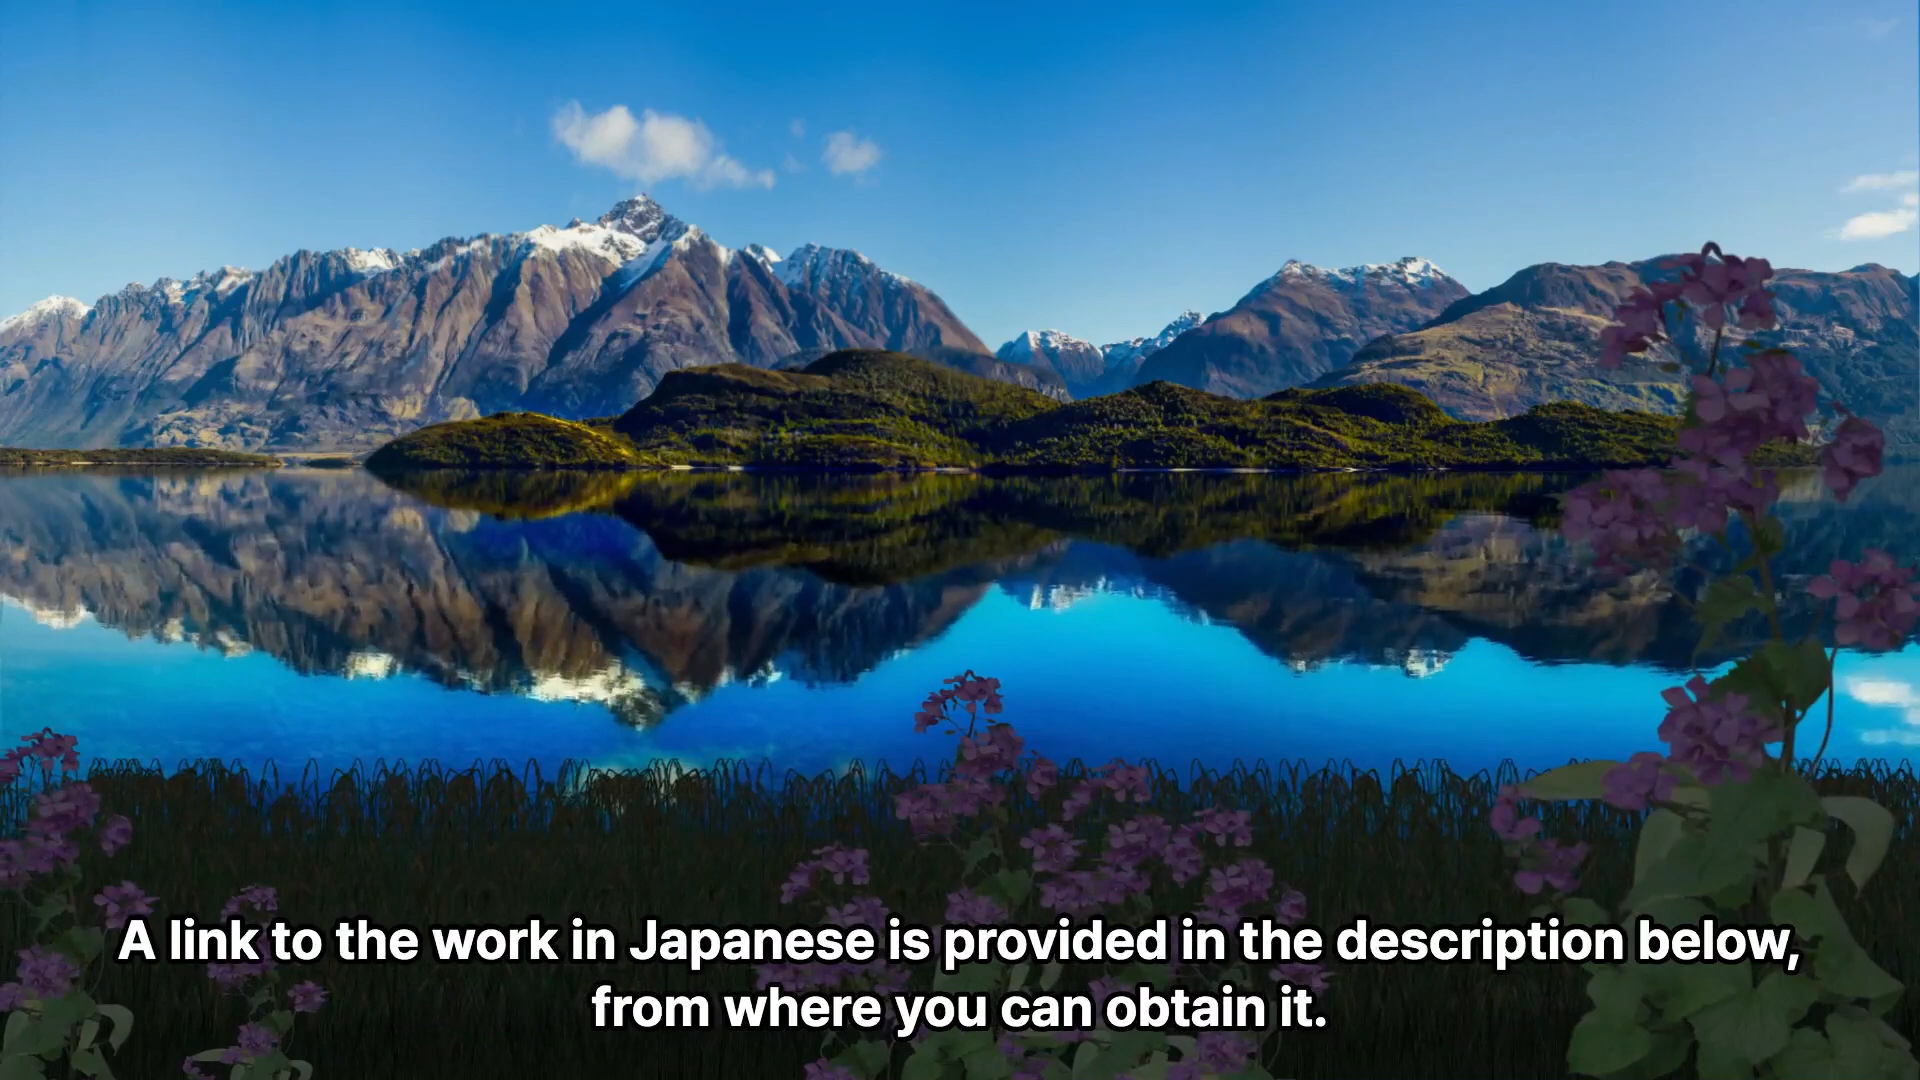 A link to the work in Japanese is provided in the description below,
from where you can obtain it.